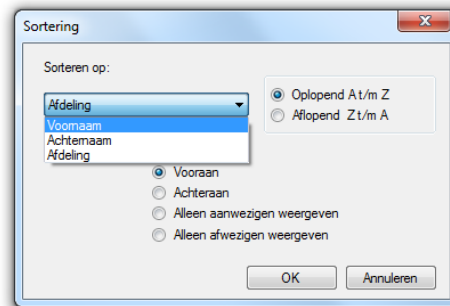 Sortering
Sorteren op:
Afdeling
Voornaam
Achternaam
Afdeling
Oplopend A t/m Z
Aflopend Z t/m A
Vooraan
Achteraan
Alleen aanwezigen weergeven
Alleen afwezigen weergeven
OK
Annuleren